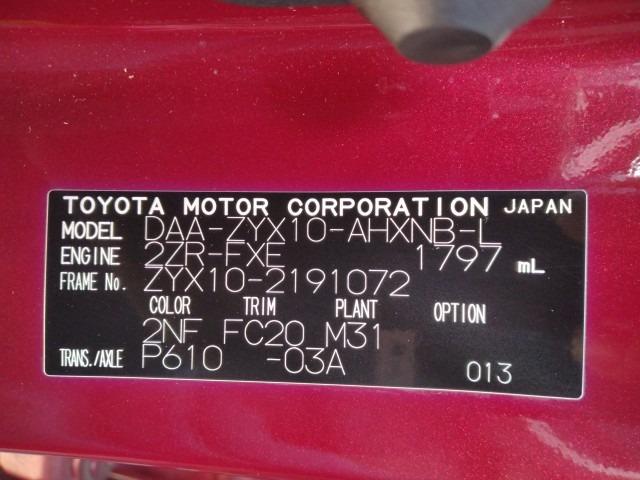 TOYOTA MOTOR CORPORATION JAPAN
MODEL DAA-ZYX10-AHXNB-L
ENGINE 2ZR-FXE 1797 mL
FRAME No. ZYX10-2191072
COLOR TRIM PLANT OPTION
2NF FC20 M31
TRANS./AXLE P610 -03A 013